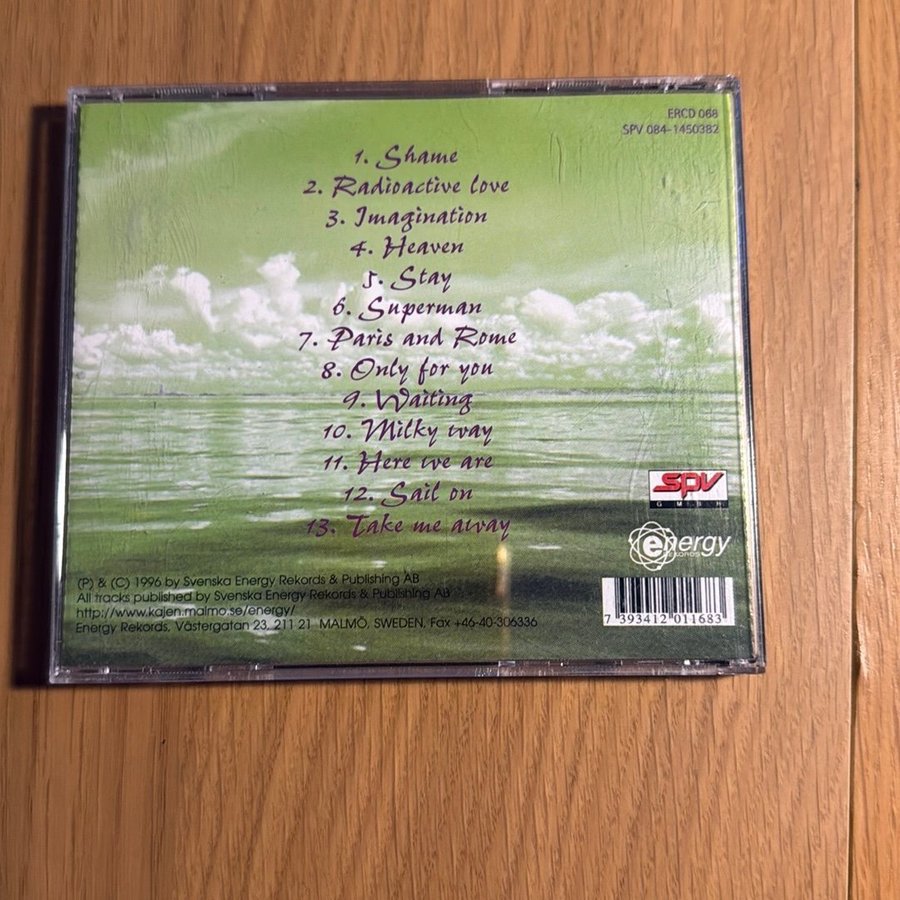 ERCD 068
SPV 084-1450382
1. Shame
2. Radioactive love
3. Imagination
4. Heaven
5. Stay
6. Superman
7. Paris and Rome
8. Only for you
9. Waiting
10. Milky way
11. Here we are
12. Sail on
13. Take me away
SPV
GMBH
energy
REKORDS
(P) & (C) 1996 by Svenska Energy Rekords & Publishing AB
All tracks published by Svenska Energy Rekords & Publishing AB
http://www.kajen.malmo.se/energy/
Energy Rekords, Västergatan 23, 211 21 MALMÖ, SWEDEN, Fax +46-40-306336
7 393412 011683